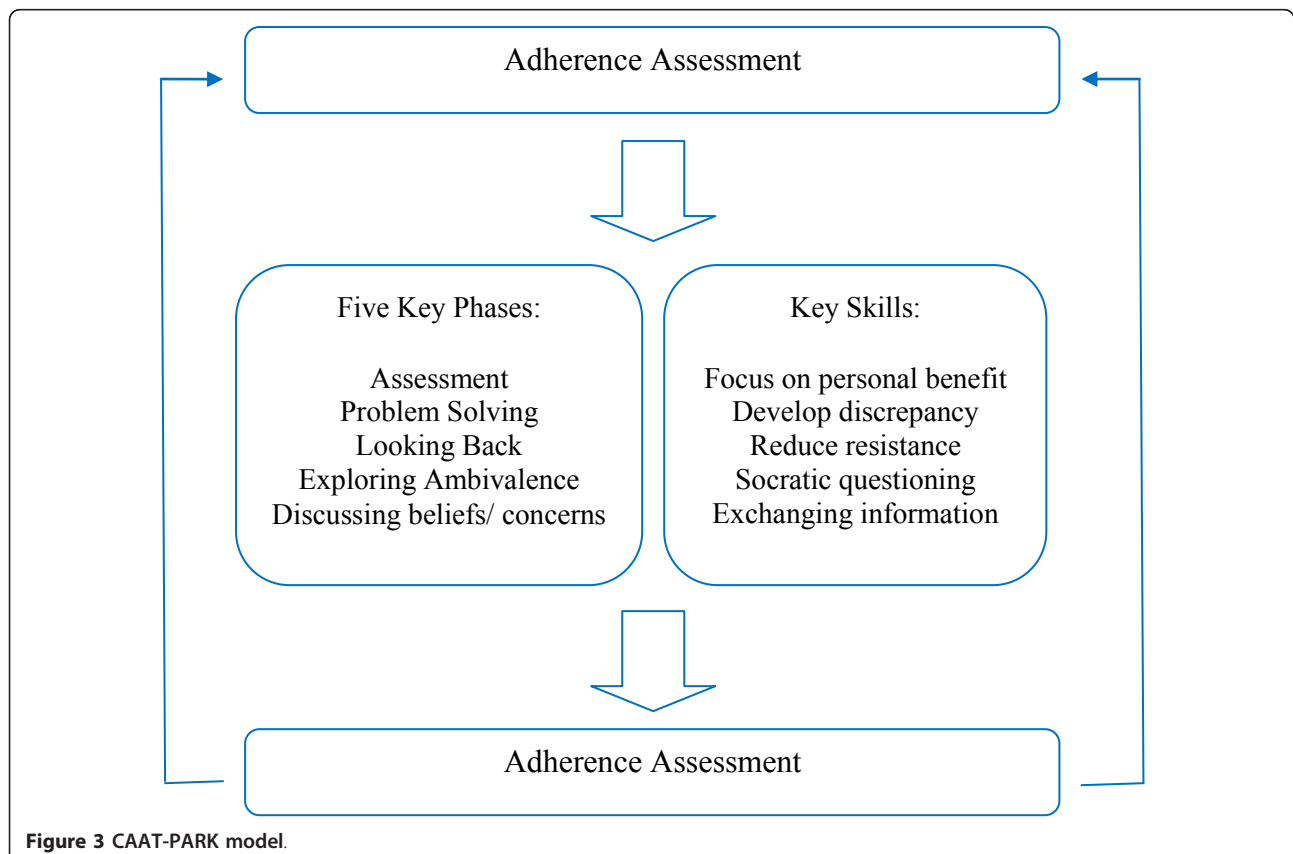 Adherence Assessment
Five Key Phases:
Assessment
Problem Solving
Looking Back
Exploring Ambivalence
Discussing beliefs/ concerns
Key Skills:
Focus on personal benefit
Develop discrepancy
Reduce resistance
Socratic questioning
Exchanging information
Adherence Assessment
Figure 3 CAAT-PARK model.